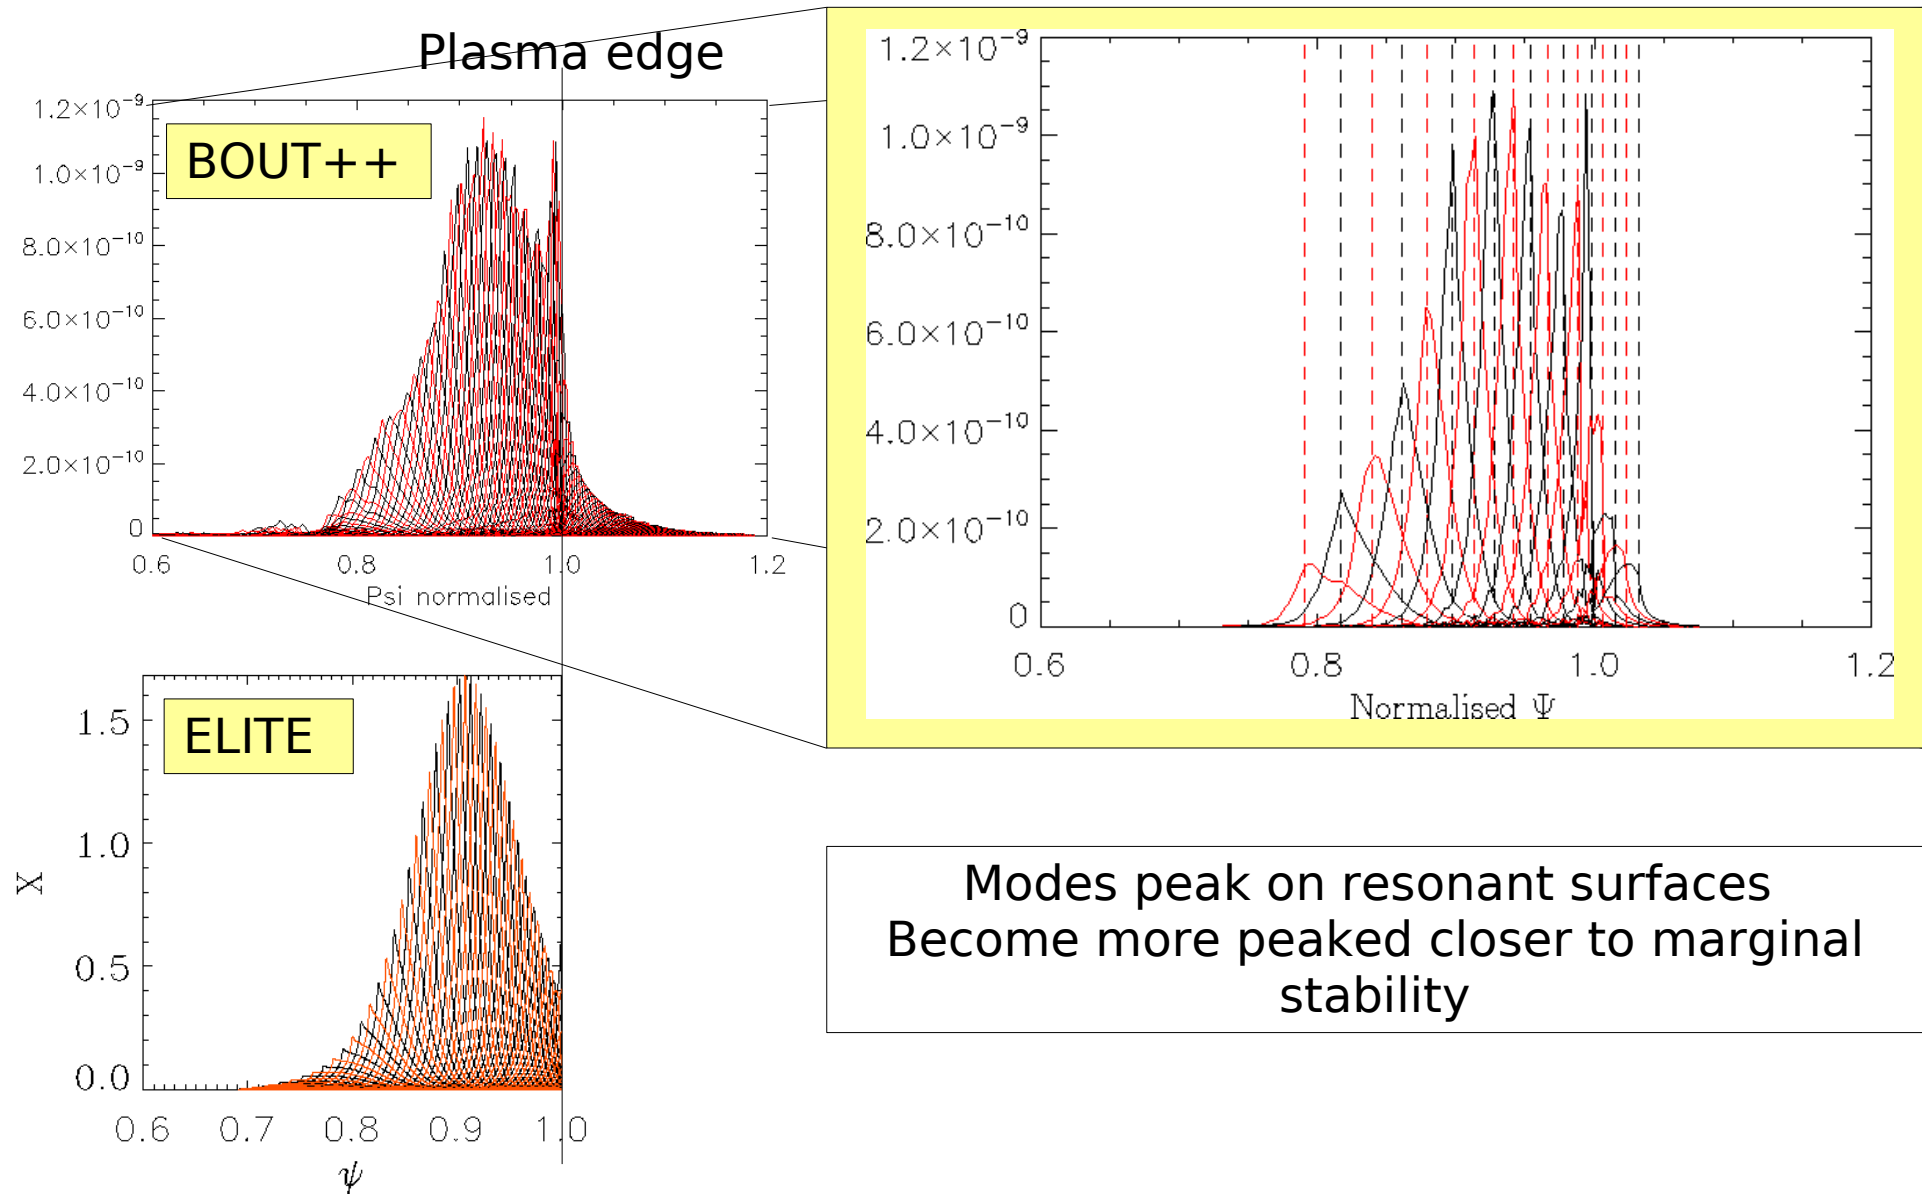 Plasma edge
1.2×10⁻⁹
1.0×10⁻⁹
8.0×10⁻¹⁰
6.0×10⁻¹⁰
4.0×10⁻¹⁰
2.0×10⁻¹⁰
0
BOUT++
0.6 0.8 1.0 1.2
Psi normalised
1.2×10⁻⁹
1.0×10⁻⁹
8.0×10⁻¹⁰
6.0×10⁻¹⁰
4.0×10⁻¹⁰
2.0×10⁻¹⁰
0
0.6 0.8 1.0 1.2
Normalised Ψ
ELITE
X
1.5
1.0
0.5
0.0
0.6 0.7 0.8 0.9 1.0
ψ
Modes peak on resonant surfaces
Become more peaked closer to marginal
stability